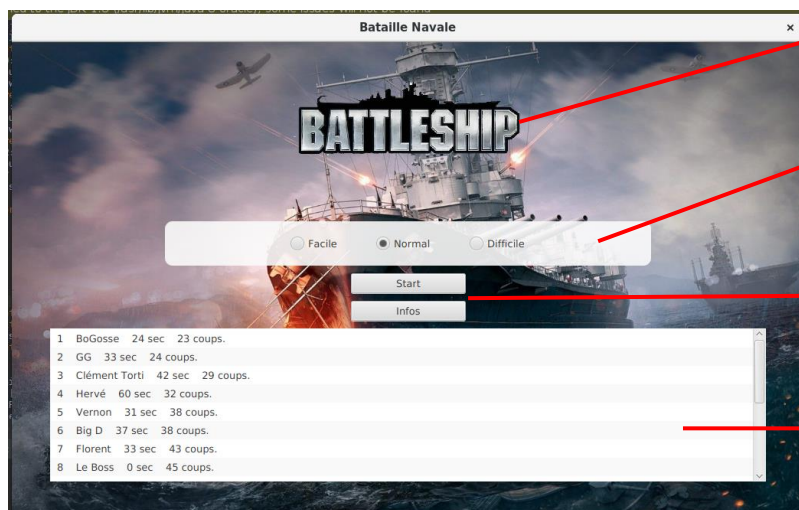 Bataille Navale
BATTLESHIP
Facile Normal Difficile
Start
Infos
1 BoGosse 24 sec 23 coups.
2 GG 33 sec 24 coups.
3 Clément Torti 42 sec 29 coups.
4 Hervé 60 sec 32 coups.
5 Vernon 31 sec 38 coups.
6 Big D 37 sec 38 coups.
7 Florent 33 sec 43 coups.
8 Le Boss 0 sec 45 coups.